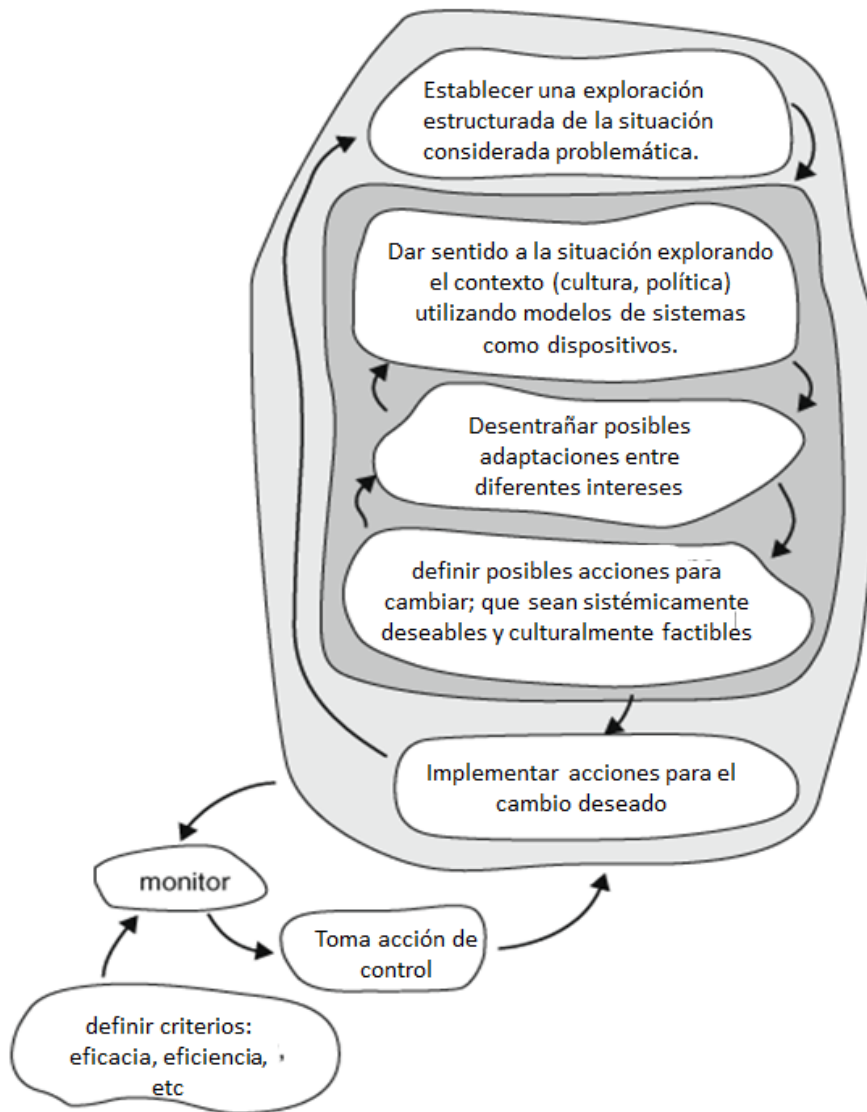 Establecer una exploración
estructurada de la situación
considerada problemática.
Dar sentido a la situación explorando
el contexto (cultura, política)
utilizando modelos de sistemas
como dispositivos.
Desentrañar posibles
adaptaciones entre
diferentes intereses
definir posibles acciones para
cambiar; que sean sistémicamente
deseables y culturalmente factibles
Implementar acciones para el
cambio deseado
monitor
Toma acción de
control
definir criterios:
eficacia, eficiencia, ,
etc